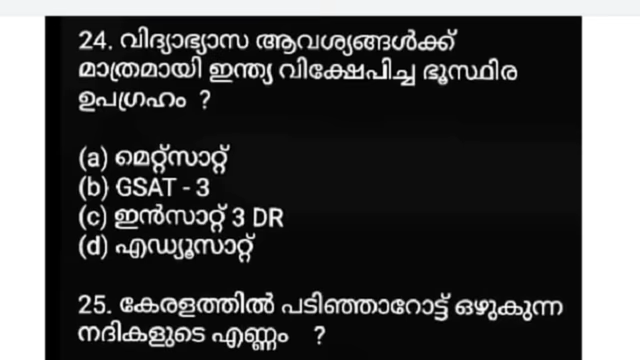 24. വിദ്യാഭ്യാസ ആവശ്യങ്ങൾക്ക്
മാത്രമായി ഇന്ത്യ വിക്ഷേപിച്ച ഭൂസ്ഥിര
ഉപഗ്രഹം ?
(a) മെറ്റ്സാറ്റ്
(b) GSAT - 3
(c) ഇൻസാറ്റ് 3 DR
(d) എഡ്യൂസാറ്റ്
25. കേരളത്തിൽ പടിഞ്ഞാറോട്ട് ഒഴുകുന്ന
നദികളുടെ എണ്ണം ?